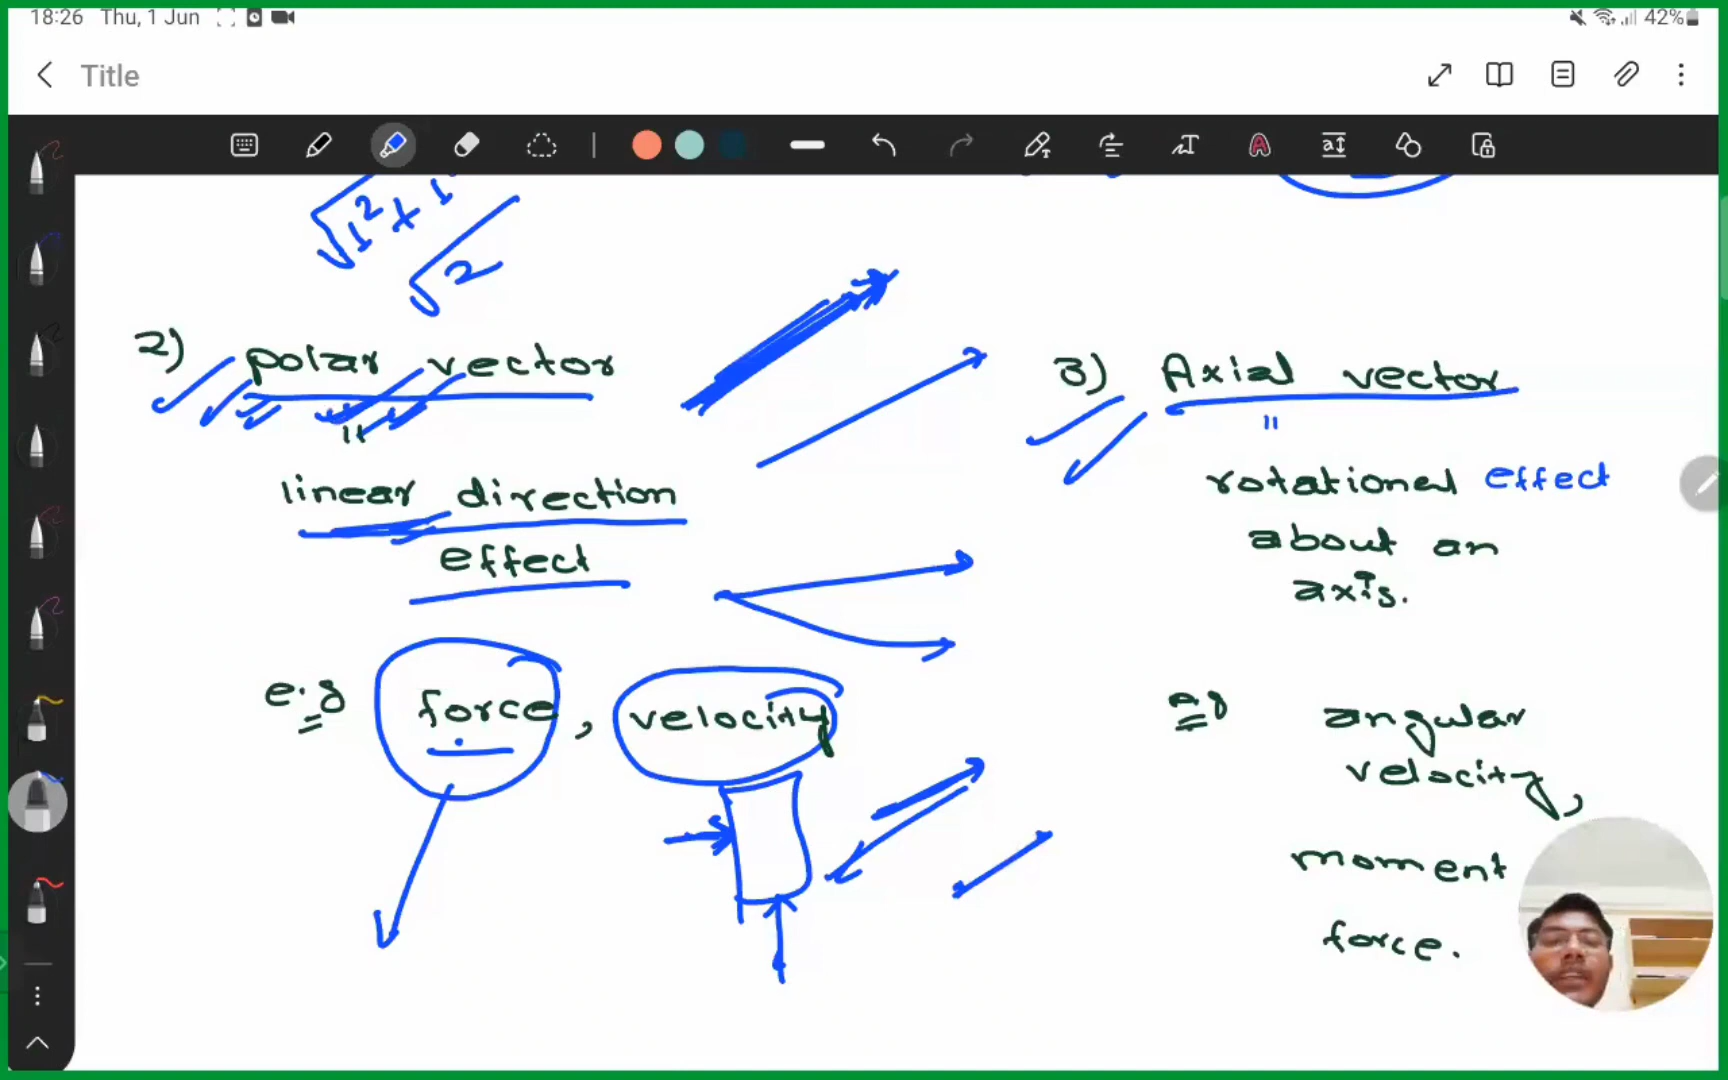 18:26 Thu, 1 Jun
42%
Title
√1² + 1
√2
2) polar vector
"
linear direction
effect
e.g force, velocity
3) Axial vector
"
rotational effect
about an
axis.
e.g angular
velocity,
moment
force.